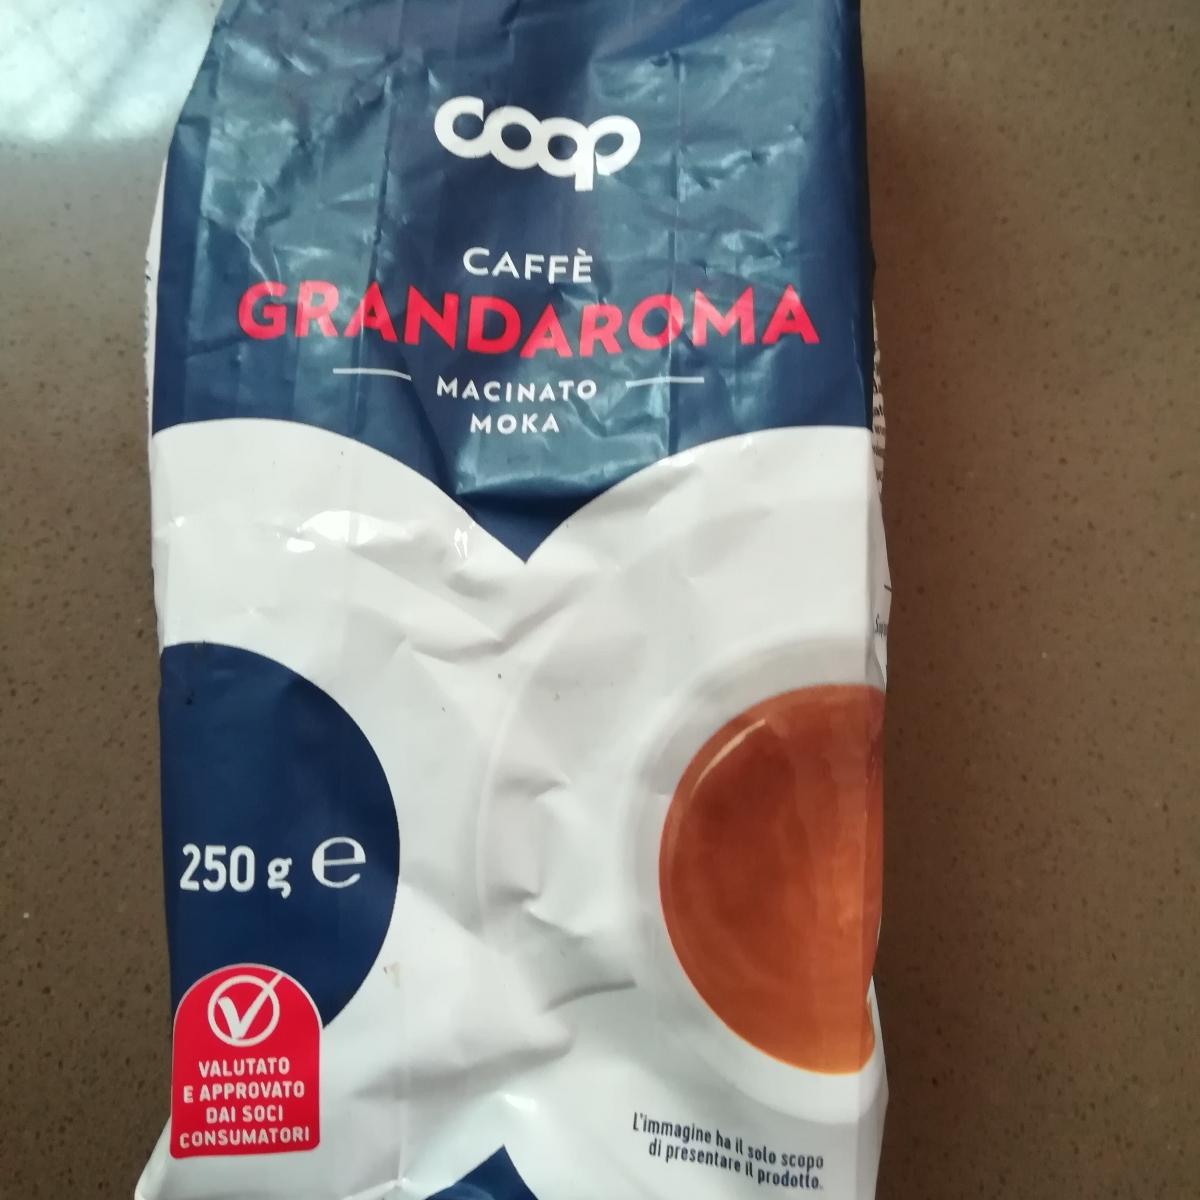 coop
CAFFÈ
GRANDAROMA
MACINATO
MOKA
250 g ℮
VALUTATO
E APPROVATO
DAI SOCI
CONSUMATORI
L'immagine ha il solo scopo
di presentare il prodotto.